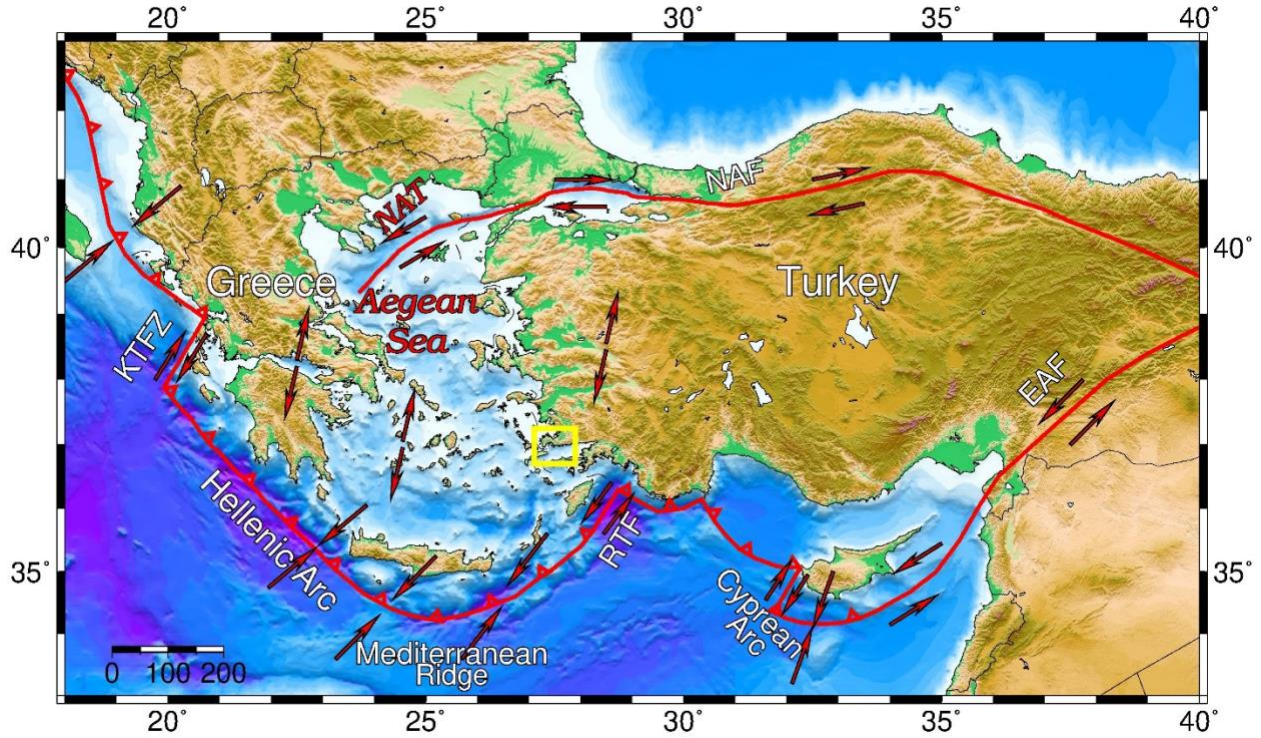 20° 25° 30° 35° 40°
NAF
NAT
40° 40°
Greece
Turkey
Aegean
Sea
KTFZ
EAF
Hellenic Arc
RTF
35° 35°
Cyprean
Arc
Mediterranean
Ridge
0 100 200
20° 25° 30° 35° 40°